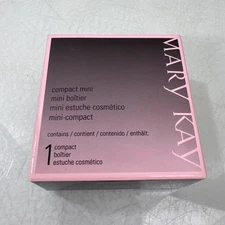 compact mini
mini boîtier
mini estuche cosmético
mini-compact
contains / contient / contenido / enthält:
1 compact
boîtier
estuche cosmético
MARY KAY